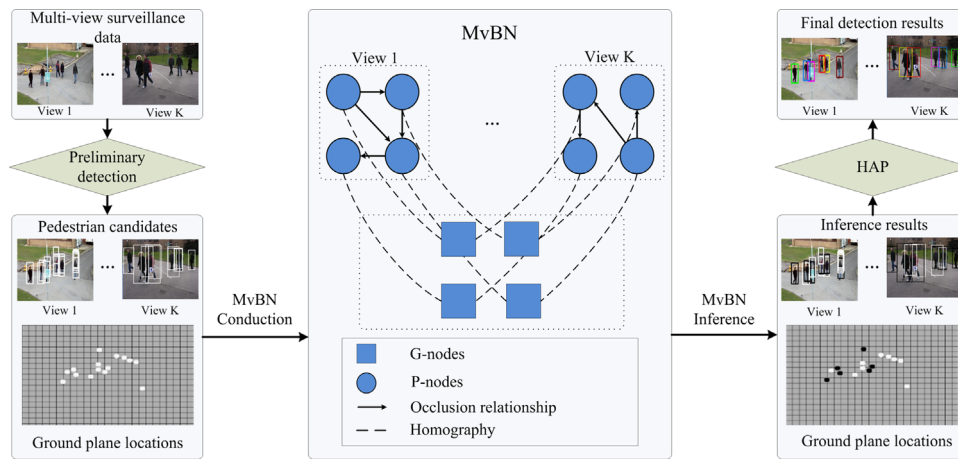 Multi-view surveillance
data
...
View 1
View K
Preliminary
detection
Pedestrian candidates
...
View 1
View K
Ground plane locations
MvBN
Conduction
MvBN
View 1
View K
...
G-nodes
P-nodes
Occlusion relationship
Homography
MvBN
Inference
Final detection results
...
View 1
View K
HAP
Inference results
...
View 1
View K
Ground plane locations